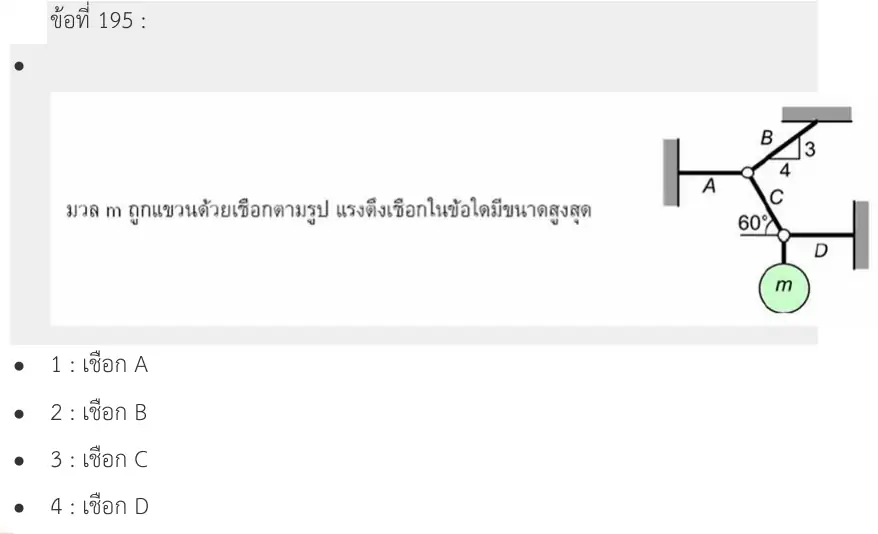 ข้อที่ 195 :
มวล m ถูกแขวนด้วยเชือกตามรูป แรงตึงเชือกในข้อใดมีขนาดสูงสุด
B
3
4
A
C
60°
D
m
1 : เชือก A
2 : เชือก B
3 : เชือก C
4 : เชือก D